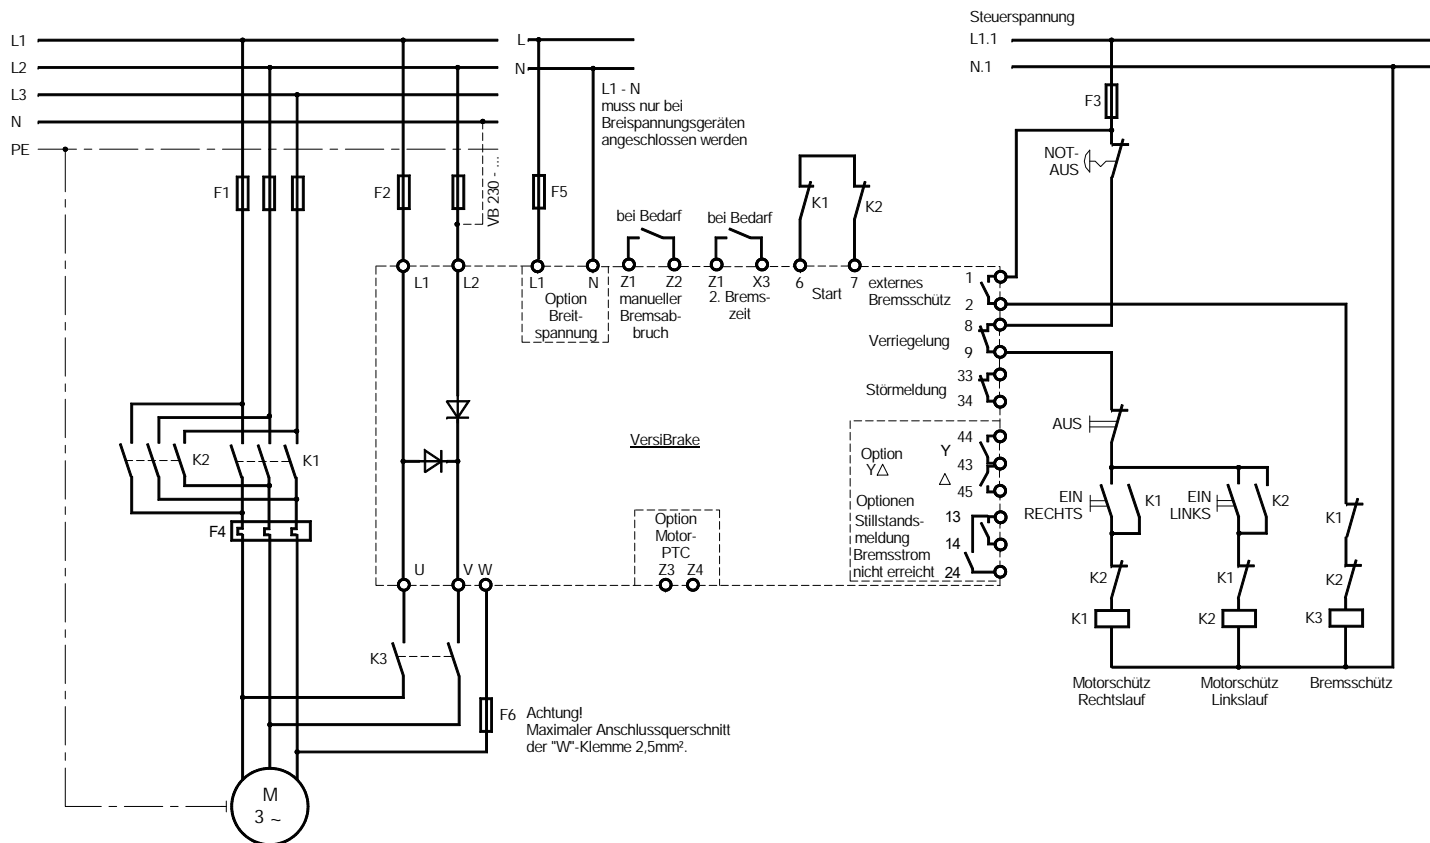 Steuerspannung
L1.1
N.1
L1
L2
L3
N
PE
L
N
L1 - N
muss nur bei
Breispannungsgeräten
angeschlossen werden
F1
F2
VB 230 - ...
F5
F3
NOT-
AUS
K1
K2
bei Bedarf
bei Bedarf
L1
L2
L1
N
Option
Breit-
spannung
Z1
Z2
manueller
Bremsab-
bruch
Z1
X3
2. Brems-
zeit
6
Start
7
externes
Bremsschütz
1
2
Verriegelung
8
9
Störmeldung
33
34
VersiBrake
Option
Y△
Y
△
44
43
45
Optionen
Stillstands-
meldung
Bremsstrom
nicht erreicht
13
14
24
Option
Motor-
PTC
Z3
Z4
K2
K1
F4
U
V
W
K3
F6
Achtung!
Maximaler Anschlussquerschnitt
der "W"-Klemme 2,5mm².
M
3 ~
AUS
EIN
RECHTS
K1
EIN
LINKS
K2
K1
K2
K1
K2
K1
K2
K3
Motorschütz
Rechtslauf
Motorschütz
Linkslauf
Bremsschütz